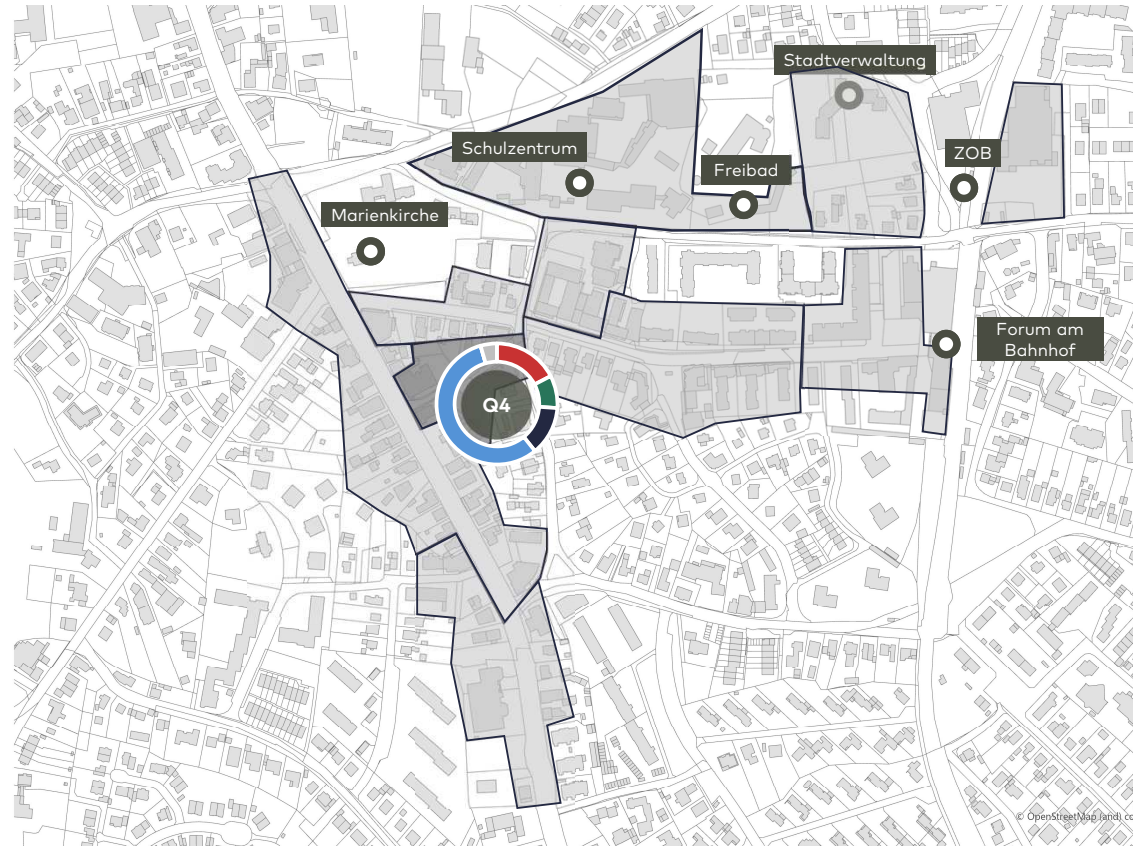 Stadtverwaltung
Schulzentrum
ZOB
Freibad
Marienkirche
Forum am
Bahnhof
Q4
© OpenStreetMap (and) co